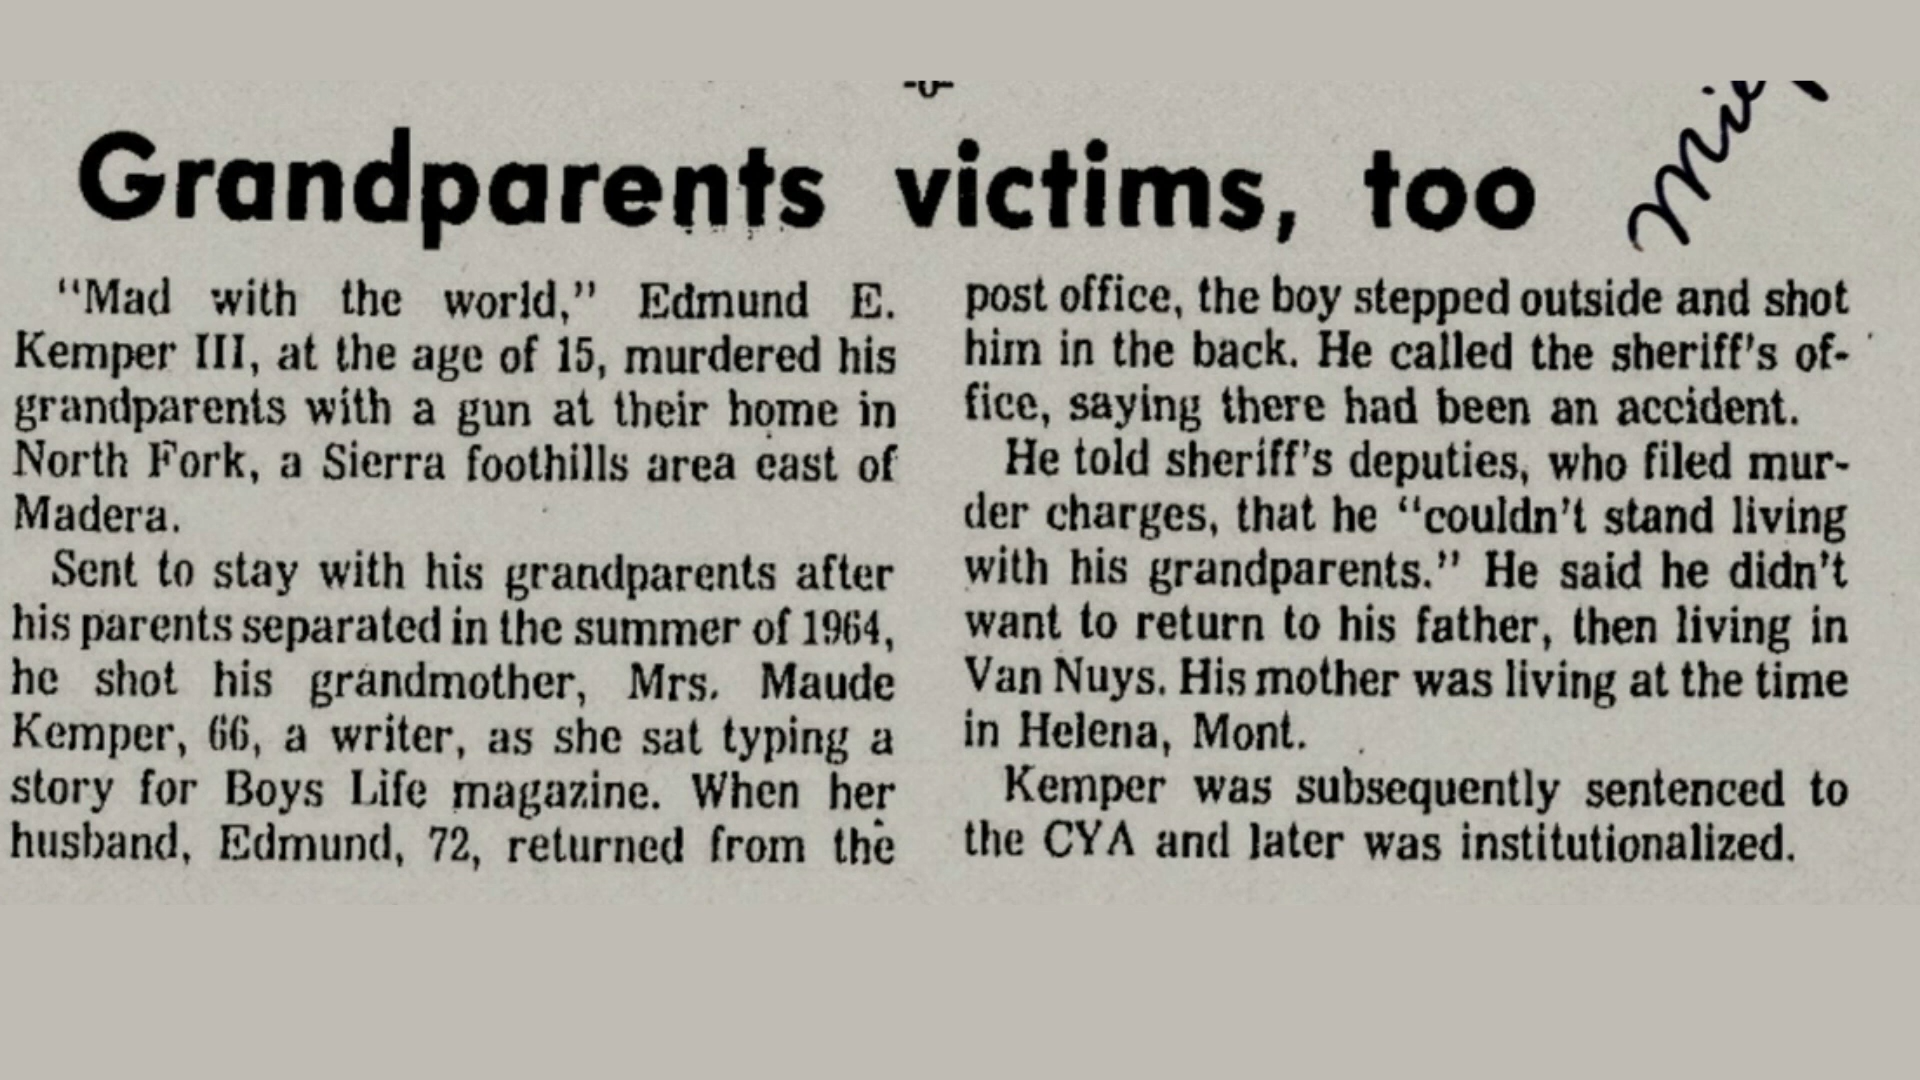 -0-
Grandparents victims, too
"Mad with the world," Edmund E.
Kemper III, at the age of 15, murdered his
grandparents with a gun at their home in
North Fork, a Sierra foothills area east of
Madera.
Sent to stay with his grandparents after
his parents separated in the summer of 1964,
he shot his grandmother, Mrs. Maude
Kemper, 66, a writer, as she sat typing a
story for Boys Life magazine. When her
husband, Edmund, 72, returned from the
post office, the boy stepped outside and shot
him in the back. He called the sheriff's of-
fice, saying there had been an accident.
He told sheriff's deputies, who filed mur-
der charges, that he "couldn't stand living
with his grandparents." He said he didn't
want to return to his father, then living in
Van Nuys. His mother was living at the time
in Helena, Mont.
Kemper was subsequently sentenced to
the CYA and later was institutionalized.